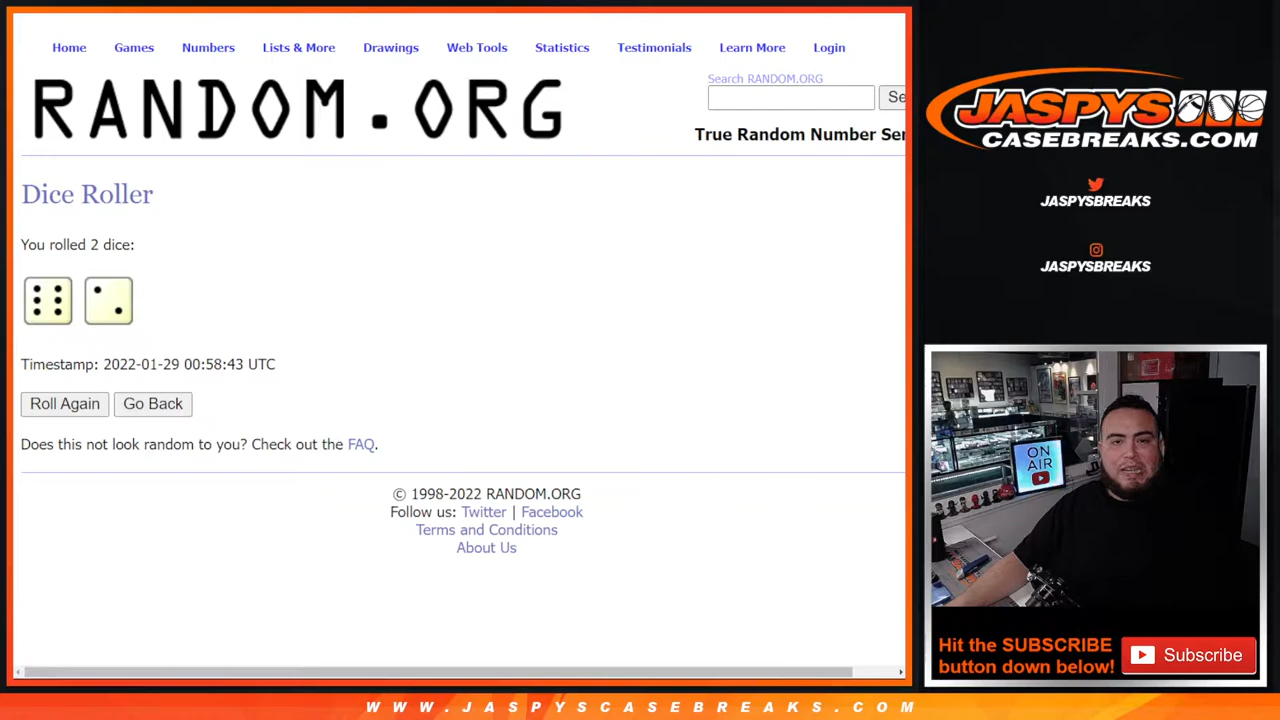 Home Games Numbers Lists & More Drawings Web Tools Statistics Testimonials Learn More Login
RANDOM.ORG
Search RANDOM.ORG
Se
True Random Number Ser
Dice Roller
You rolled 2 dice:
Timestamp: 2022-01-29 00:58:43 UTC
Roll Again Go Back
Does this not look random to you? Check out the FAQ.
© 1998-2022 RANDOM.ORG
Follow us: Twitter | Facebook
Terms and Conditions
About Us
JASPYS
CASEBREAKS.COM
JASPYSBREAKS
JASPYSBREAKS
ON
AIR
Hit the SUBSCRIBE
button down below!
Subscribe
WWW.JASPYSCASEBREAKS.COM